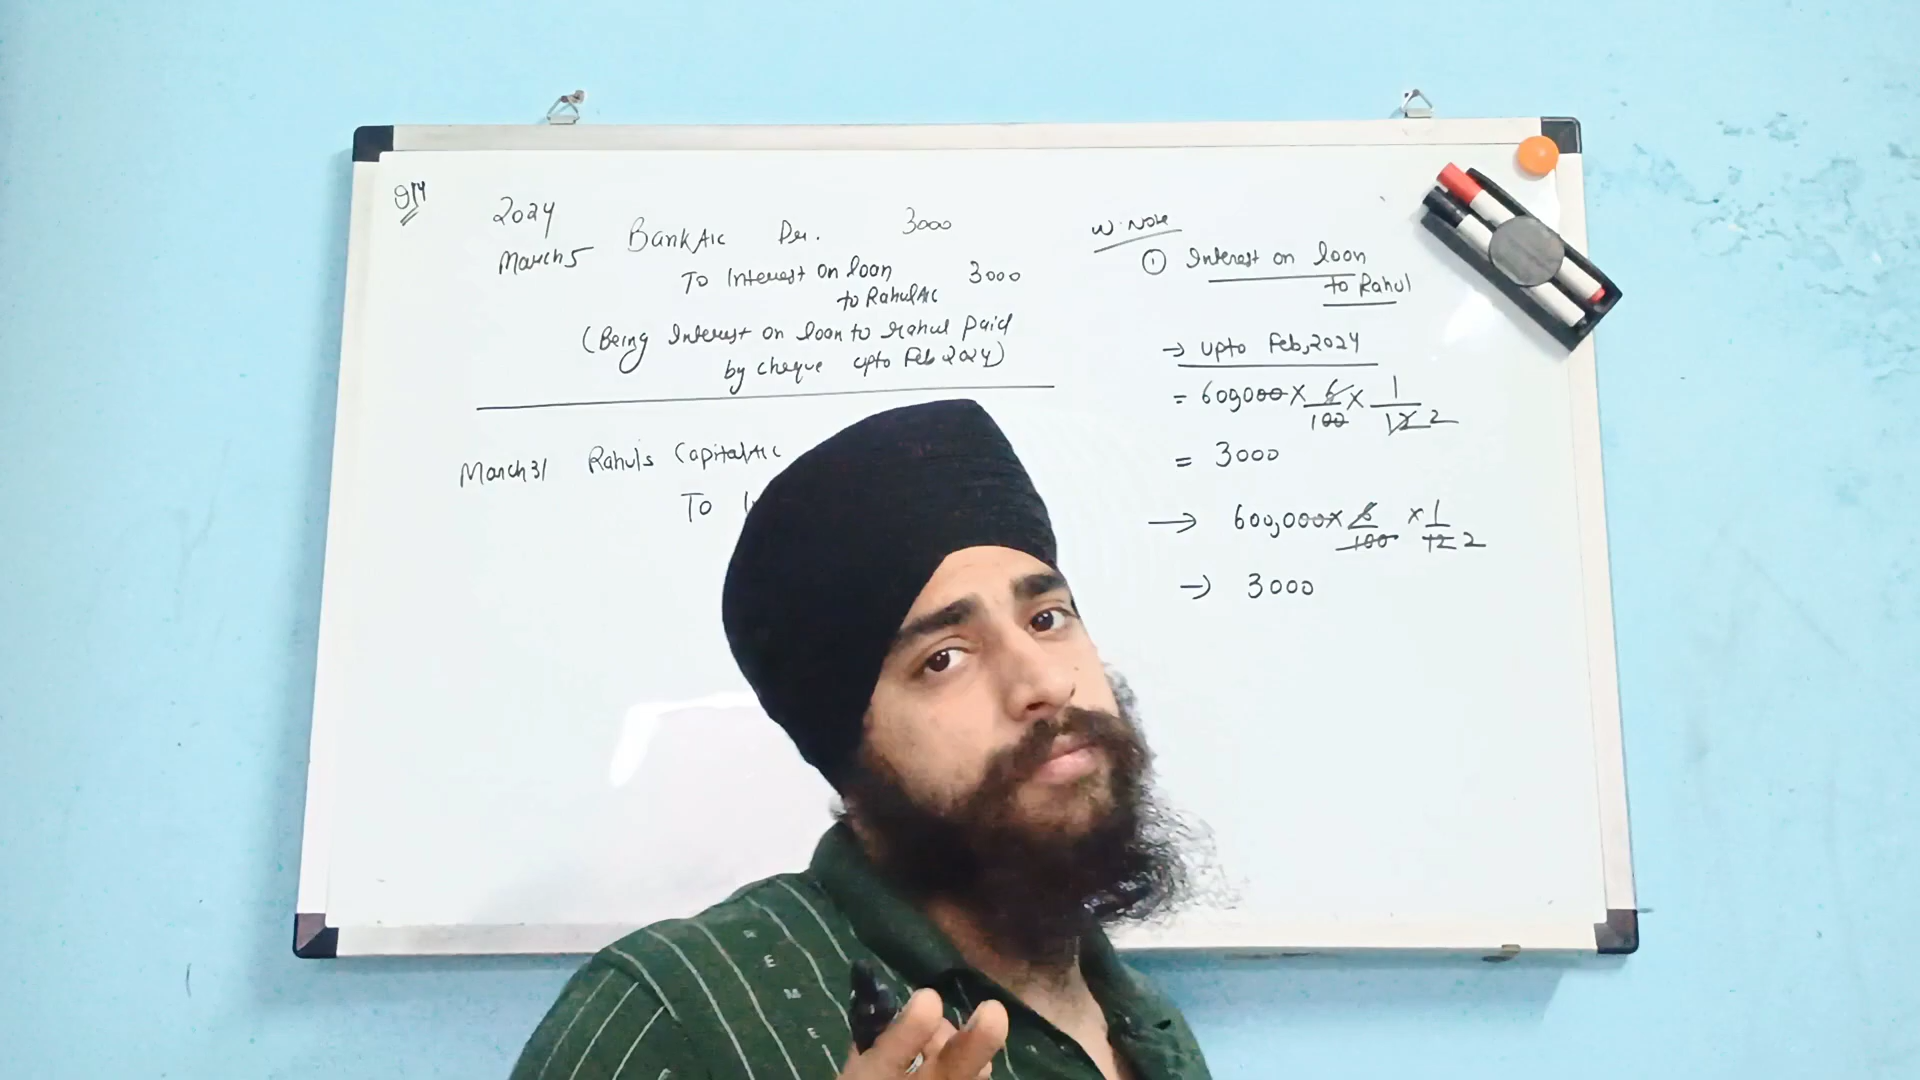 2024
March 5 Bank A/c Dr. 3000
To Interest on loan 3000
to Rahul A/c
(Being Interest on loan to Rahul paid
by cheque upto Feb 2024)
March 31 Rahul's Capital A/c
To
W. Note
① Interest on loan
to Rahul
→ upto Feb, 2024
= 600,000 × 6/100 × 1/12 2
= 3000
→ 600,000 × 6/100 × 1/12 2
→ 3000
R E M E